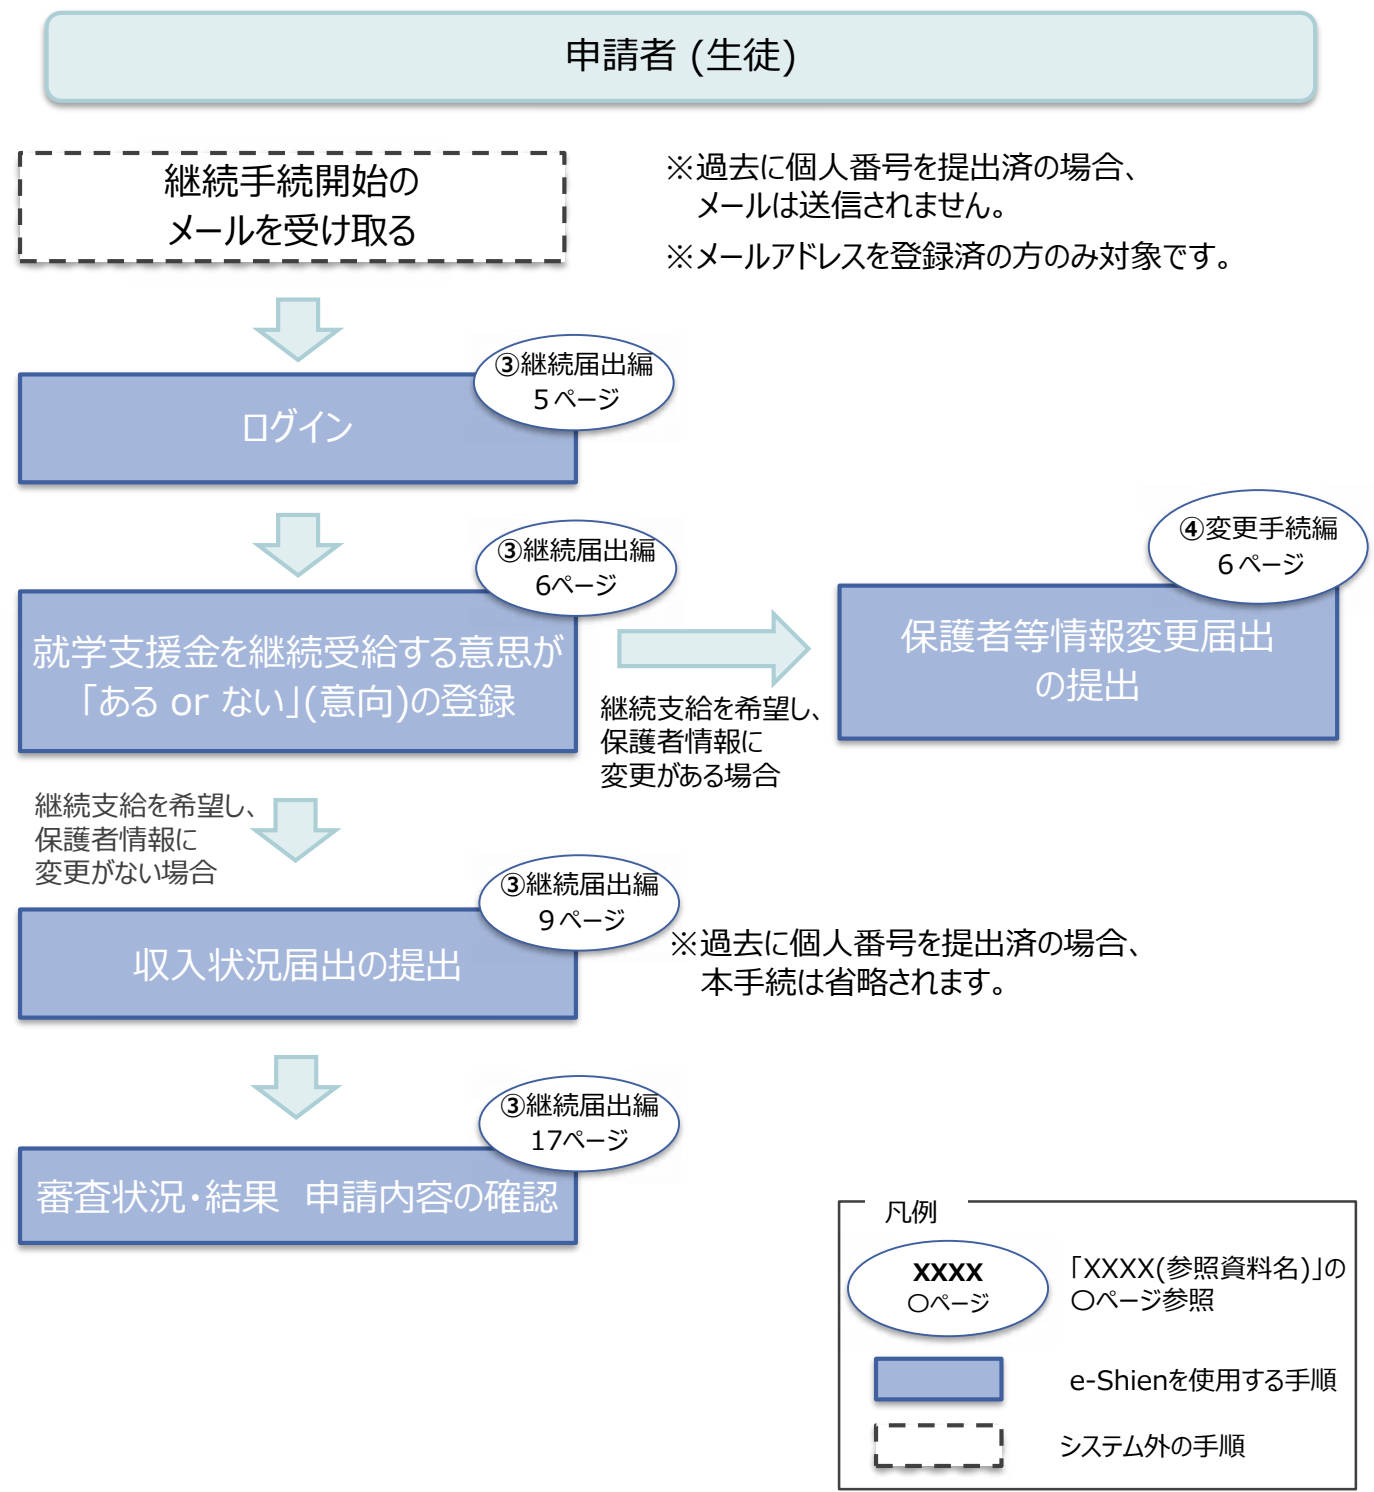 申請者 (生徒)
継続手続開始の
メールを受け取る
※過去に個人番号を提出済の場合、
メールは送信されません。
※メールアドレスを登録済の方のみ対象です。
③継続届出編
5ページ
ログイン
③継続届出編
6ページ
就学支援金を継続受給する意思が
「ある or ない」(意向)の登録
継続支給を希望し、
保護者情報に
変更がある場合
④変更手続編
6ページ
保護者等情報変更届出
の提出
継続支給を希望し、
保護者情報に
変更がない場合
③継続届出編
9ページ
収入状況届出の提出
※過去に個人番号を提出済の場合、
本手続は省略されます。
③継続届出編
17ページ
審査状況・結果　申請内容の確認
凡例
XXXX
〇ページ
「XXXX(参照資料名)」の
〇ページ参照
e-Shienを使用する手順
システム外の手順